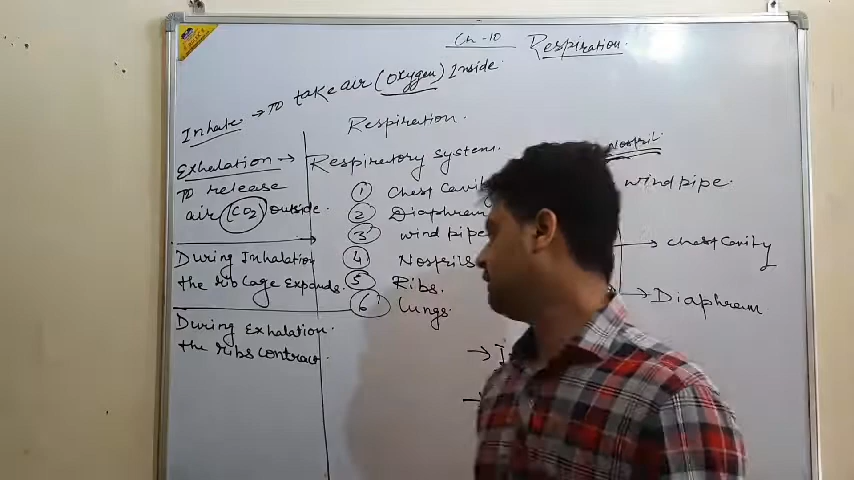 Ch-10 Respiration.
Inhale → To take air (Oxygen) Inside
Respiration.
Exhalation →
To release
air (CO2) outside.
During Inhalation
the rib cage Expands.
During Exhalation.
the ribs contract.
Respiratory system.
1 Chest Cavity
2 Diaphram
3 wind pipe
4 Nostrils
5 Ribs.
6 lungs.
Nostril
wind pipe.
→ chest cavity
→ Diaphram